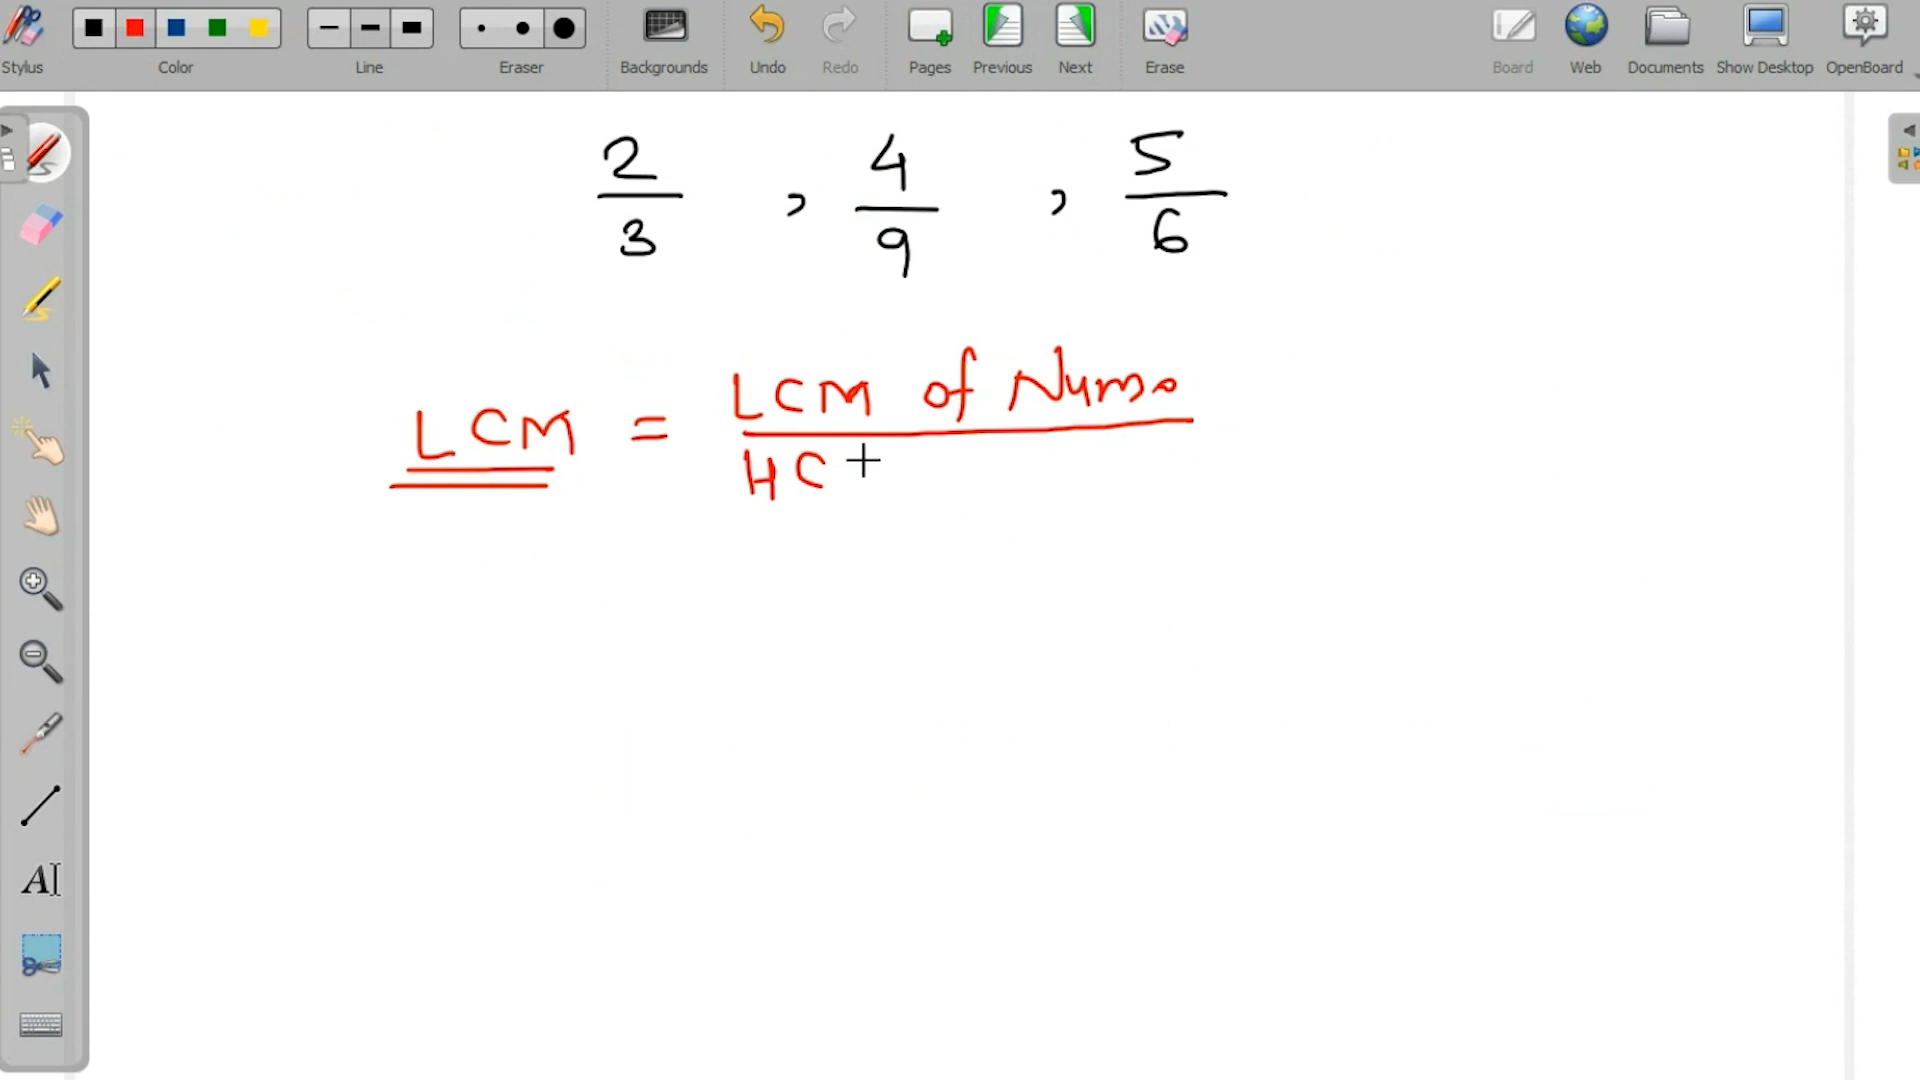 Stylus Color Line Eraser Backgrounds Undo Redo Pages Previous Next Erase Board Web Documents Show Desktop OpenBoard
2/3 , 4/9 , 5/6
LCM = LCM of Num.
HC